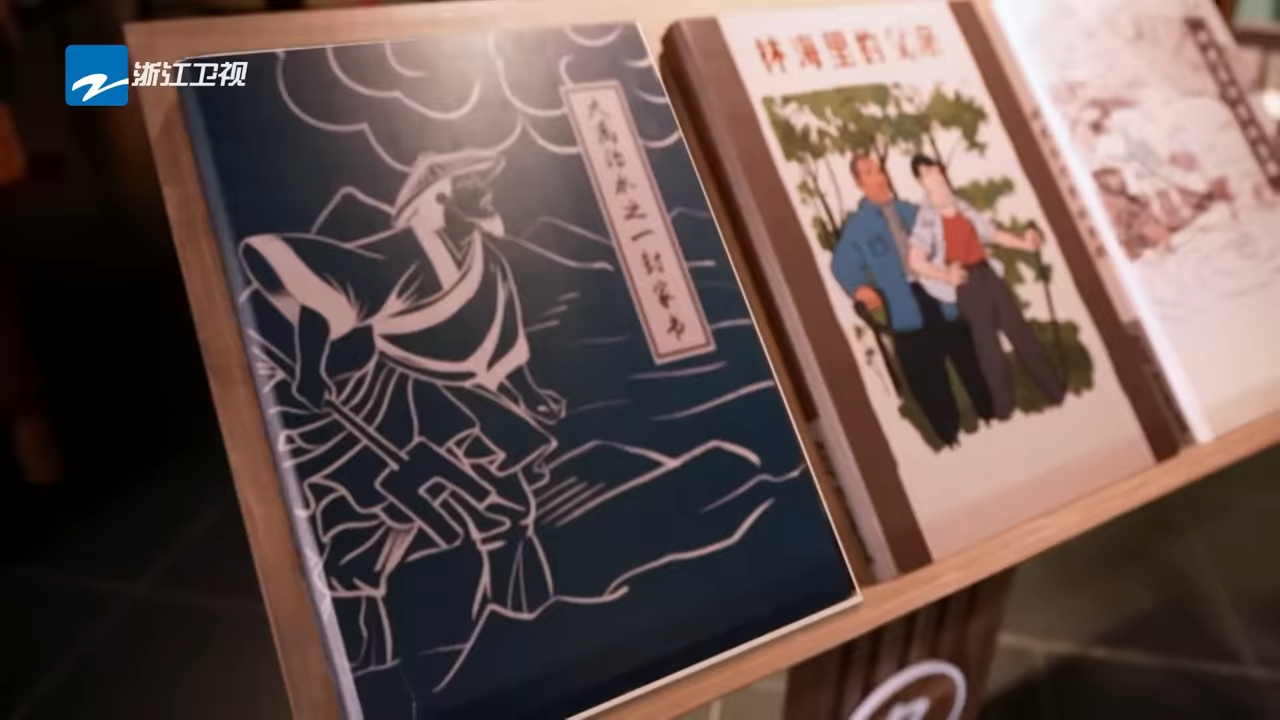 浙江卫视
大禹治水之一封家书
林海里的父亲